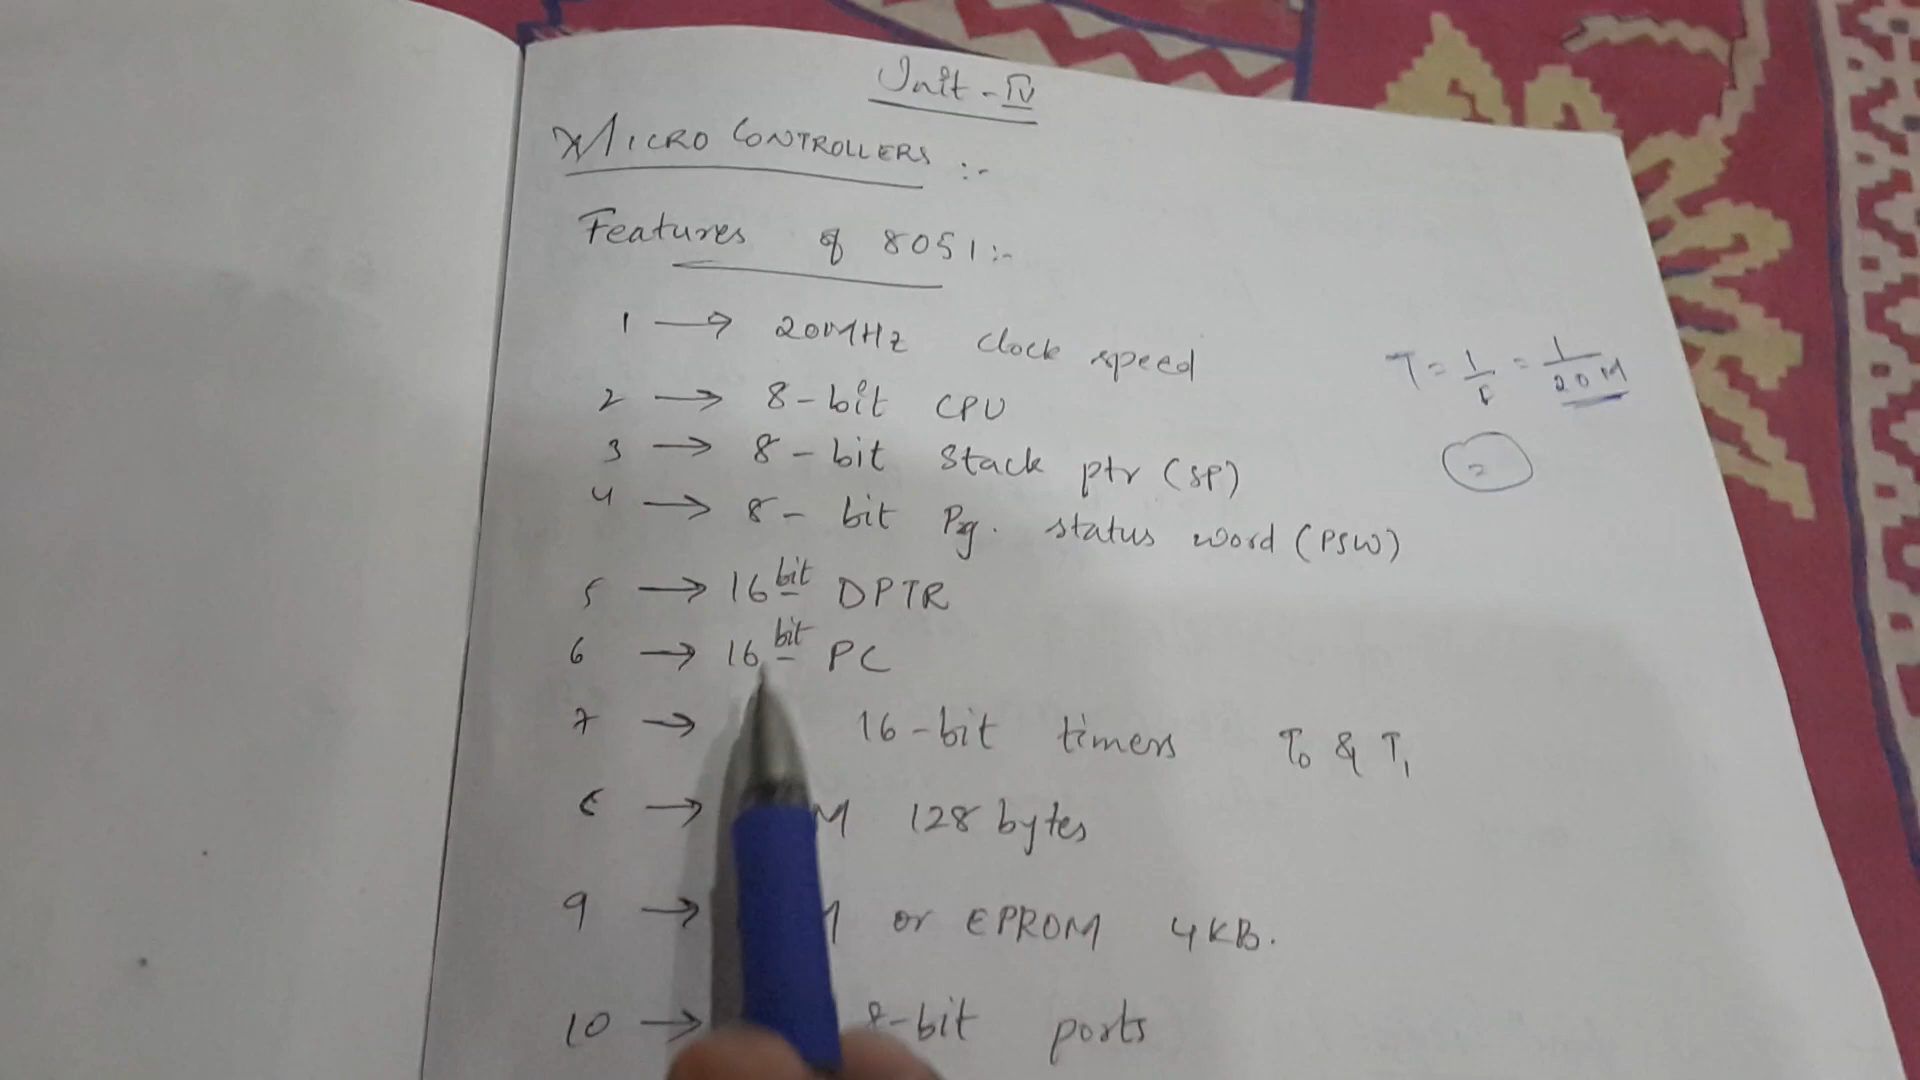 Unit - IV
MICRO CONTROLLERS :-
Features of 8051 :-
1 → 20MHz clock speed
T = 1/f = 1/20M
2 → 8-bit CPU
3 → 8-bit Stack ptr (SP)
=
4 → 8-bit Pg. status word (PSW)
5 → 16 bit DPTR
6 → 16 bit PC
7 → 16-bit timers T0 & T1
8 → 128 bytes
9 → or EPROM 4KB.
10 → 8-bit ports